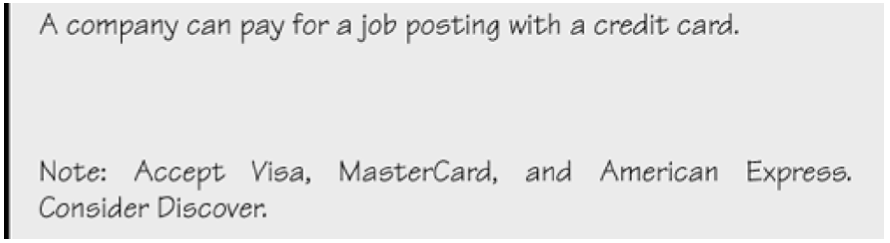 A company can pay for a job posting with a credit card.
Note: Accept Visa, MasterCard, and American Express.
Consider Discover.